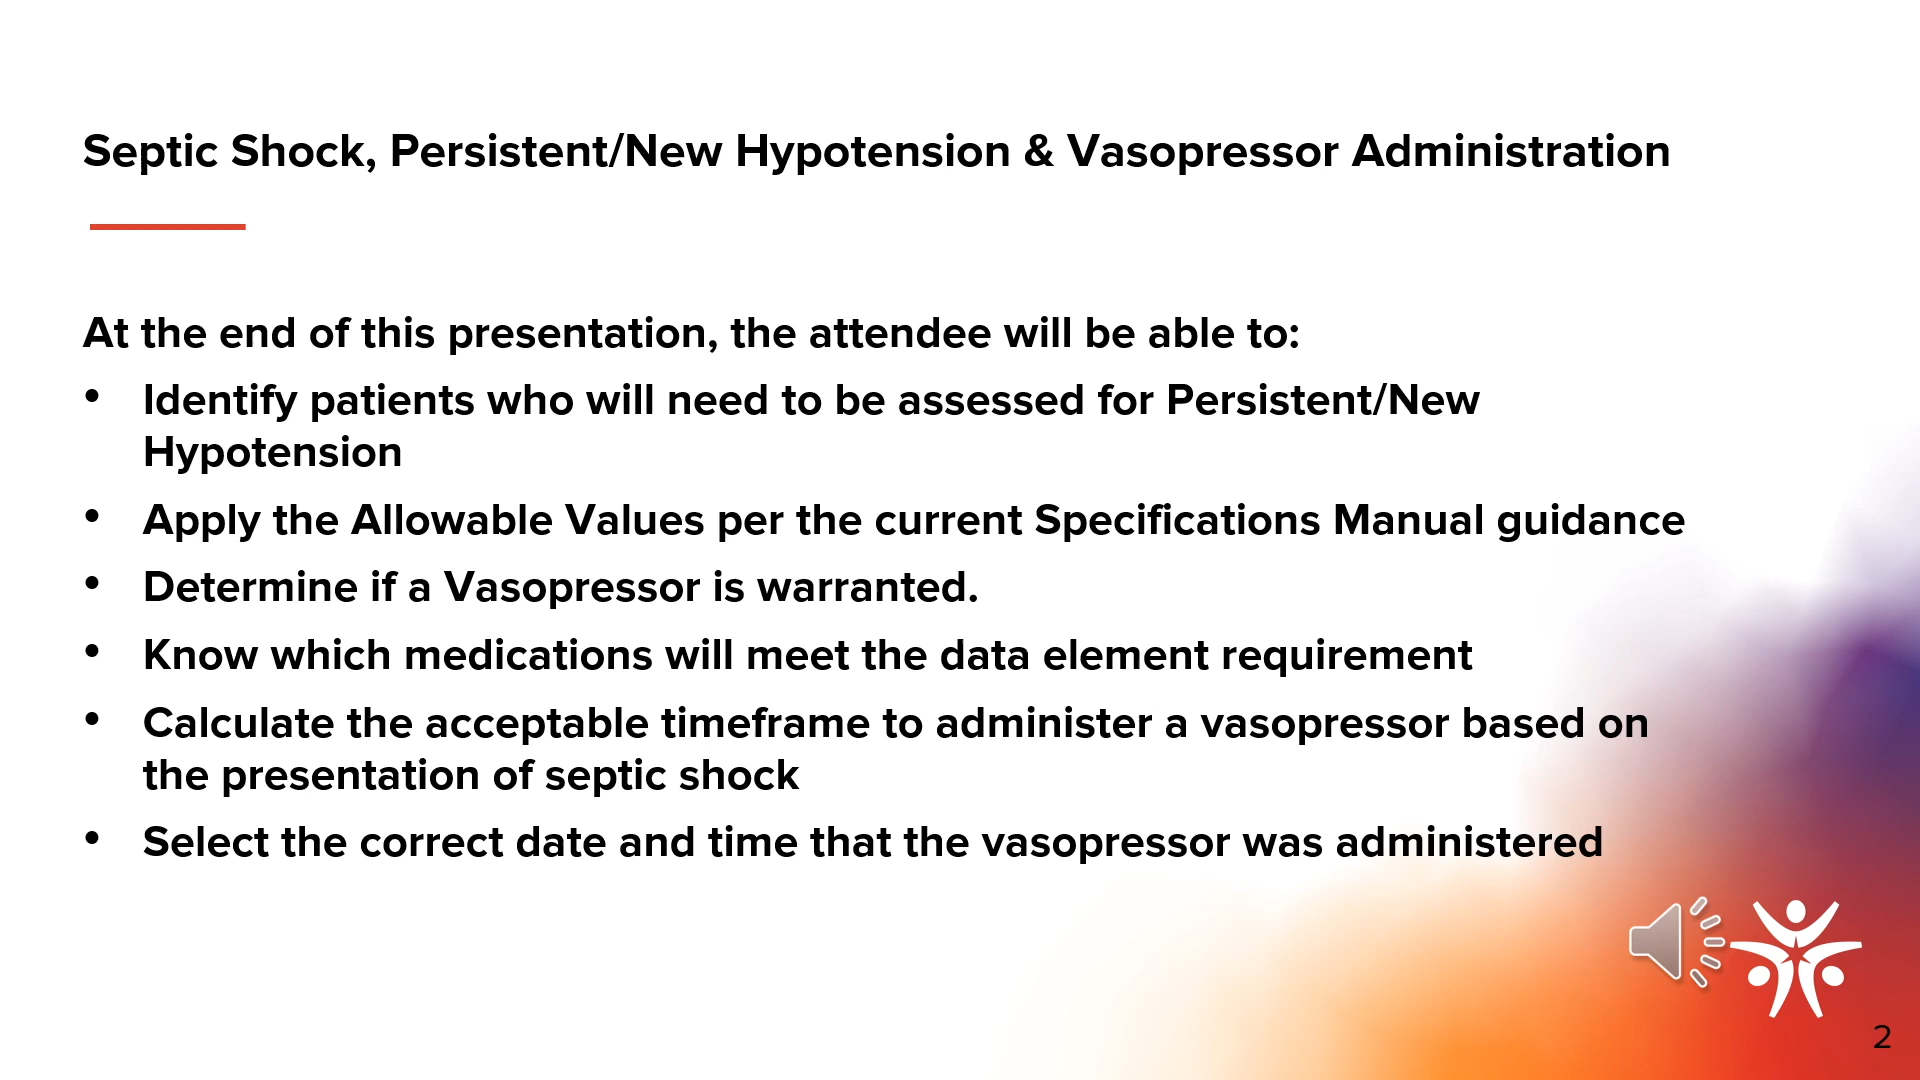 Septic Shock, Persistent/New Hypotension & Vasopressor Administration
At the end of this presentation, the attendee will be able to:
• Identify patients who will need to be assessed for Persistent/New
Hypotension
• Apply the Allowable Values per the current Specifications Manual guidance
• Determine if a Vasopressor is warranted.
• Know which medications will meet the data element requirement
• Calculate the acceptable timeframe to administer a vasopressor based on
the presentation of septic shock
• Select the correct date and time that the vasopressor was administered
2